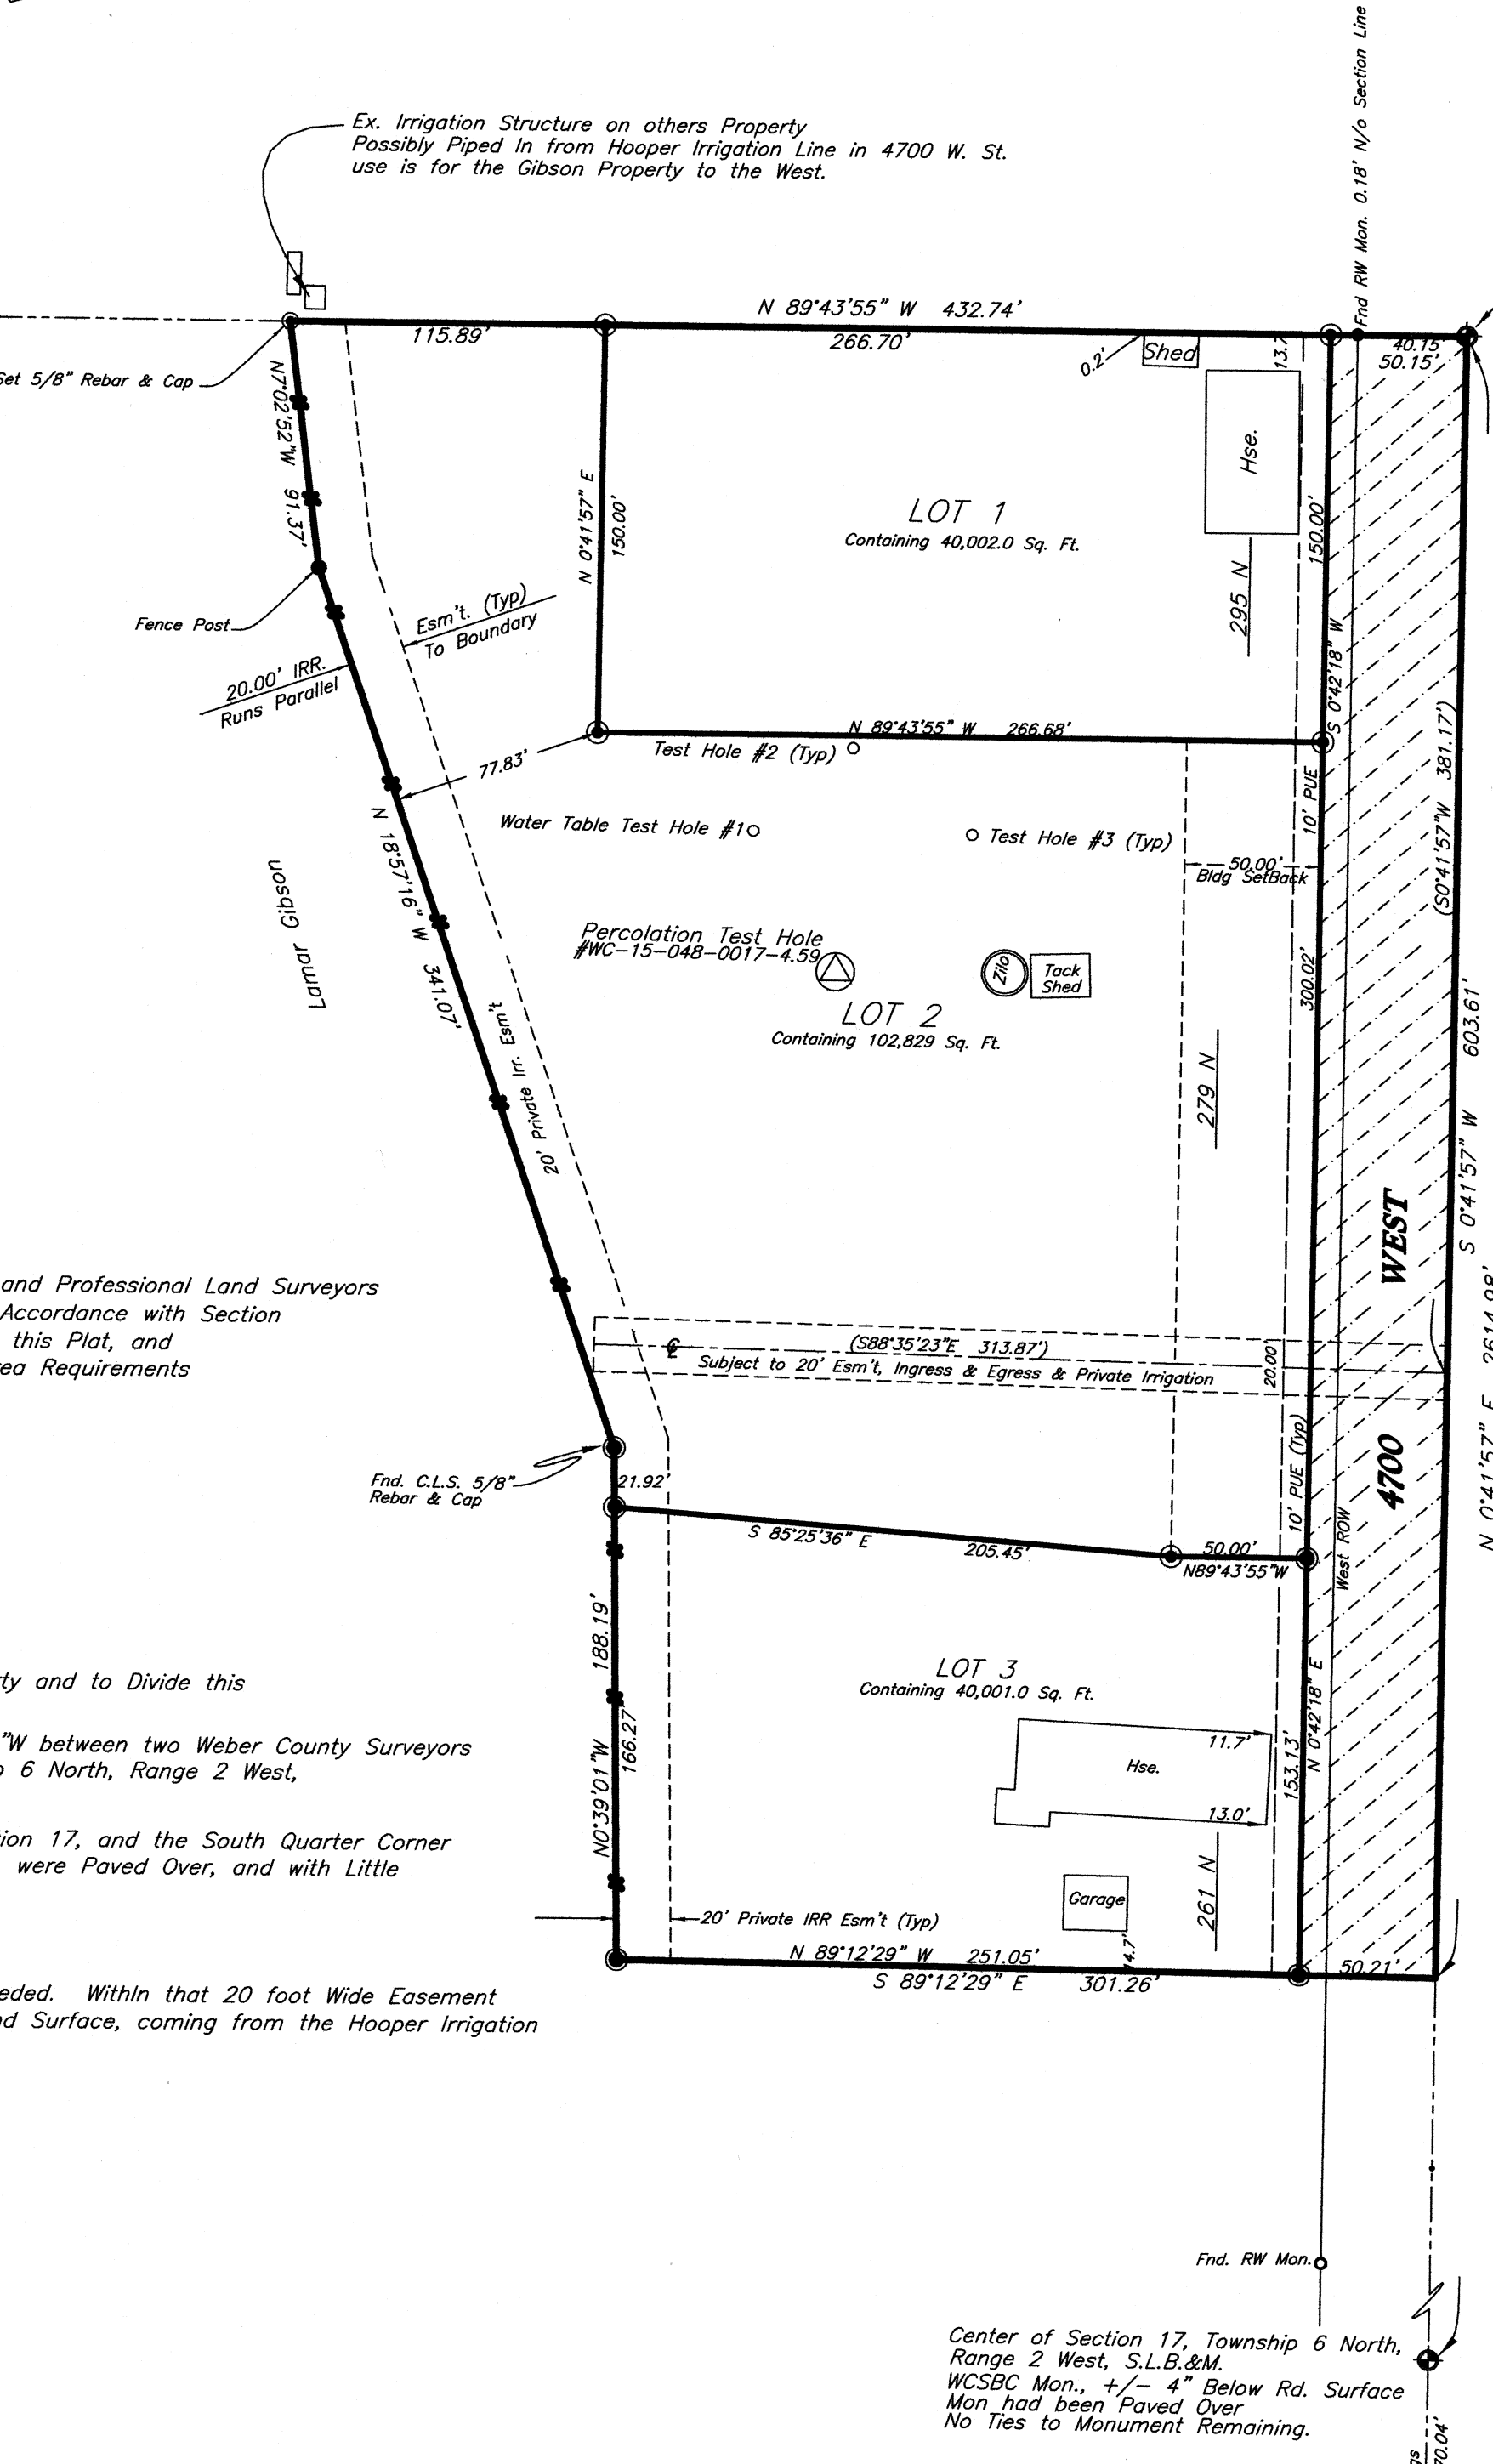 Fnd RW Mon. 0.18' N/o Section Line
Ex. Irrigation Structure on others Property
Possibly Piped In from Hooper Irrigation Line in 4700 W. St.
use is for the Gibson Property to the West.
N 89°43'55" W 432.74'
115.89'
266.70'
0.2'
Shed
13.7
40.15'
50.15'
Set 5/8" Rebar & Cap
N7°02'52"W 91.37'
N 0°41'57" E
150.00'
LOT 1
Containing 40,002.0 Sq. Ft.
Hse.
295 N
150.00'
S 0°42'18" W
Fence Post
Esm't. (Typ)
To Boundary
20.00' IRR.
Runs Parallel
N 89°43'55" W 266.68'
Test Hole #2 (Typ)
77.83'
10' PUE
(S0°41'57"W 381.17')
Water Table Test Hole #1
Test Hole #3 (Typ)
50.00'
Bldg SetBack
N 18°57'16" W 341.07'
Lamar Gibson
Percolation Test Hole
#WC-15-048-0017-4.59
Zilo
Tack
Shed
LOT 2
Containing 102,829 Sq. Ft.
300.02'
279 N
20' Private Irr. Esm't
S 0°41'57" W 603.61'
4700 WEST
N 0°41'57" E 2614.98'
and Professional Land Surveyors
Accordance with Section
this Plat, and
ea Requirements
(S88°35'23"E 313.87')
Subject to 20' Esm't, Ingress & Egress & Private Irrigation
20.00'
10' PUE (Typ)
West ROW
Fnd. C.L.S. 5/8"
Rebar & Cap
21.92'
S 85°25'36" E 205.45'
50.00'
N89°43'55"W
188.19'
N0°39'01"W
166.27'
LOT 3
Containing 40,001.0 Sq. Ft.
N 0°42'18" E
153.13'
11.7'
Hse.
13.0'
ty and to Divide this
"W between two Weber County Surveyors
6 North, Range 2 West,
ion 17, and the South Quarter Corner
were Paved Over, and with Little
261 N
Garage
20' Private IRR Esm't (Typ)
14.7'
N 89°12'29" W 251.05'
S 89°12'29" E 301.26'
50.21'
eded. WithIn that 20 foot Wide Easement
d Surface, coming from the Hooper Irrigation
Fnd. RW Mon.
Center of Section 17, Township 6 North,
Range 2 West, S.L.B.&M.
WCSBC Mon., +/- 4" Below Rd. Surface
Mon had been Paved Over
No Ties to Monument Remaining.
70.04'